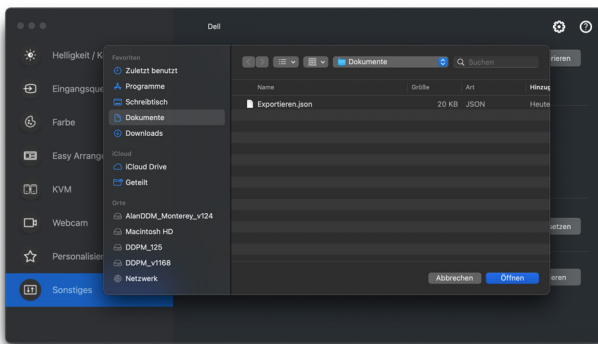 Dell
Helligkeit / K
Eingangsque
Farbe
Easy Arrange
KVM
Webcam
Personalisier
Sonstiges
Favoriten
Zuletzt benutzt
Programme
Schreibtisch
Dokumente
Downloads
iCloud
iCloud Drive
Geteilt
Orte
AlanDDM_Monterey_v124
Macintosh HD
DDPM_125
DDPM_v1168
Netzwerk
Dokumente
Suchen
Name Größe Art Hinzug
Exportieren.json 20 KB JSON Heute
Abbrechen Öffnen
rieren
setzen
eren